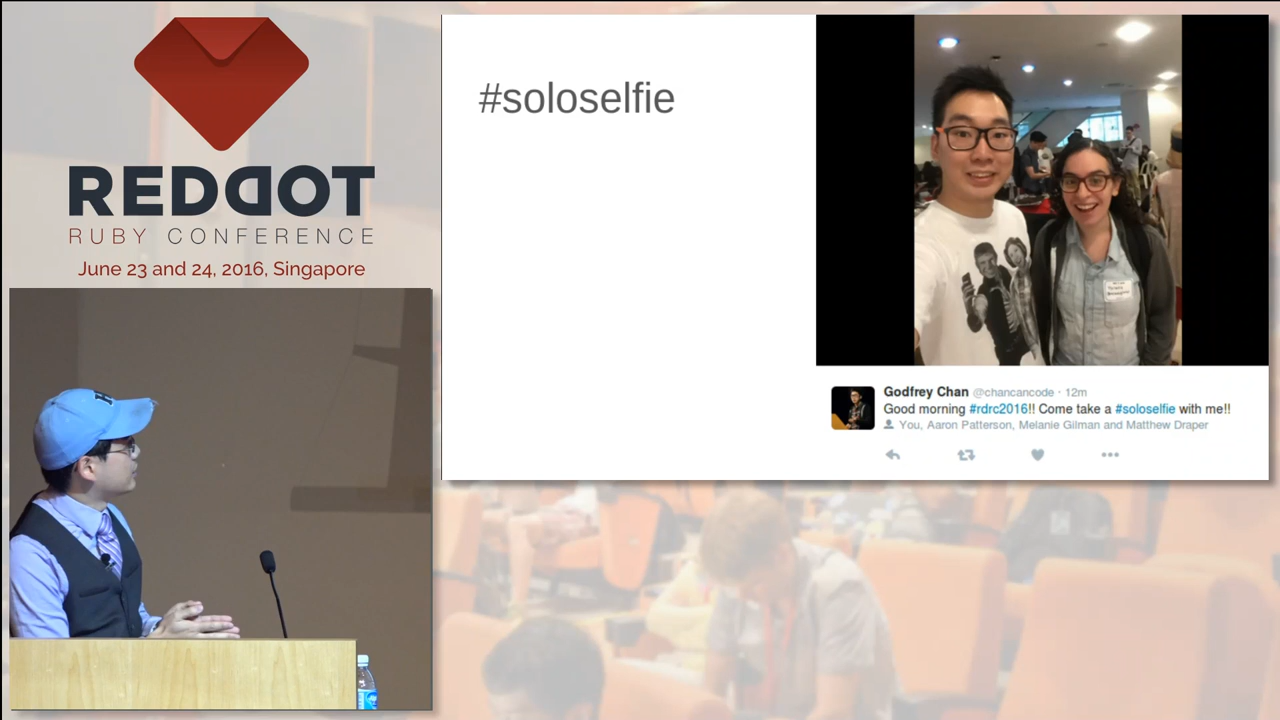 REDDOT
RUBY CONFERENCE
June 23 and 24, 2016, Singapore
#soloselfie
Godfrey Chan @chancancode · 12m
Good morning #rdrc2016!! Come take a #soloselfie with me!!
You, Aaron Patterson, Melanie Gilman and Matthew Draper